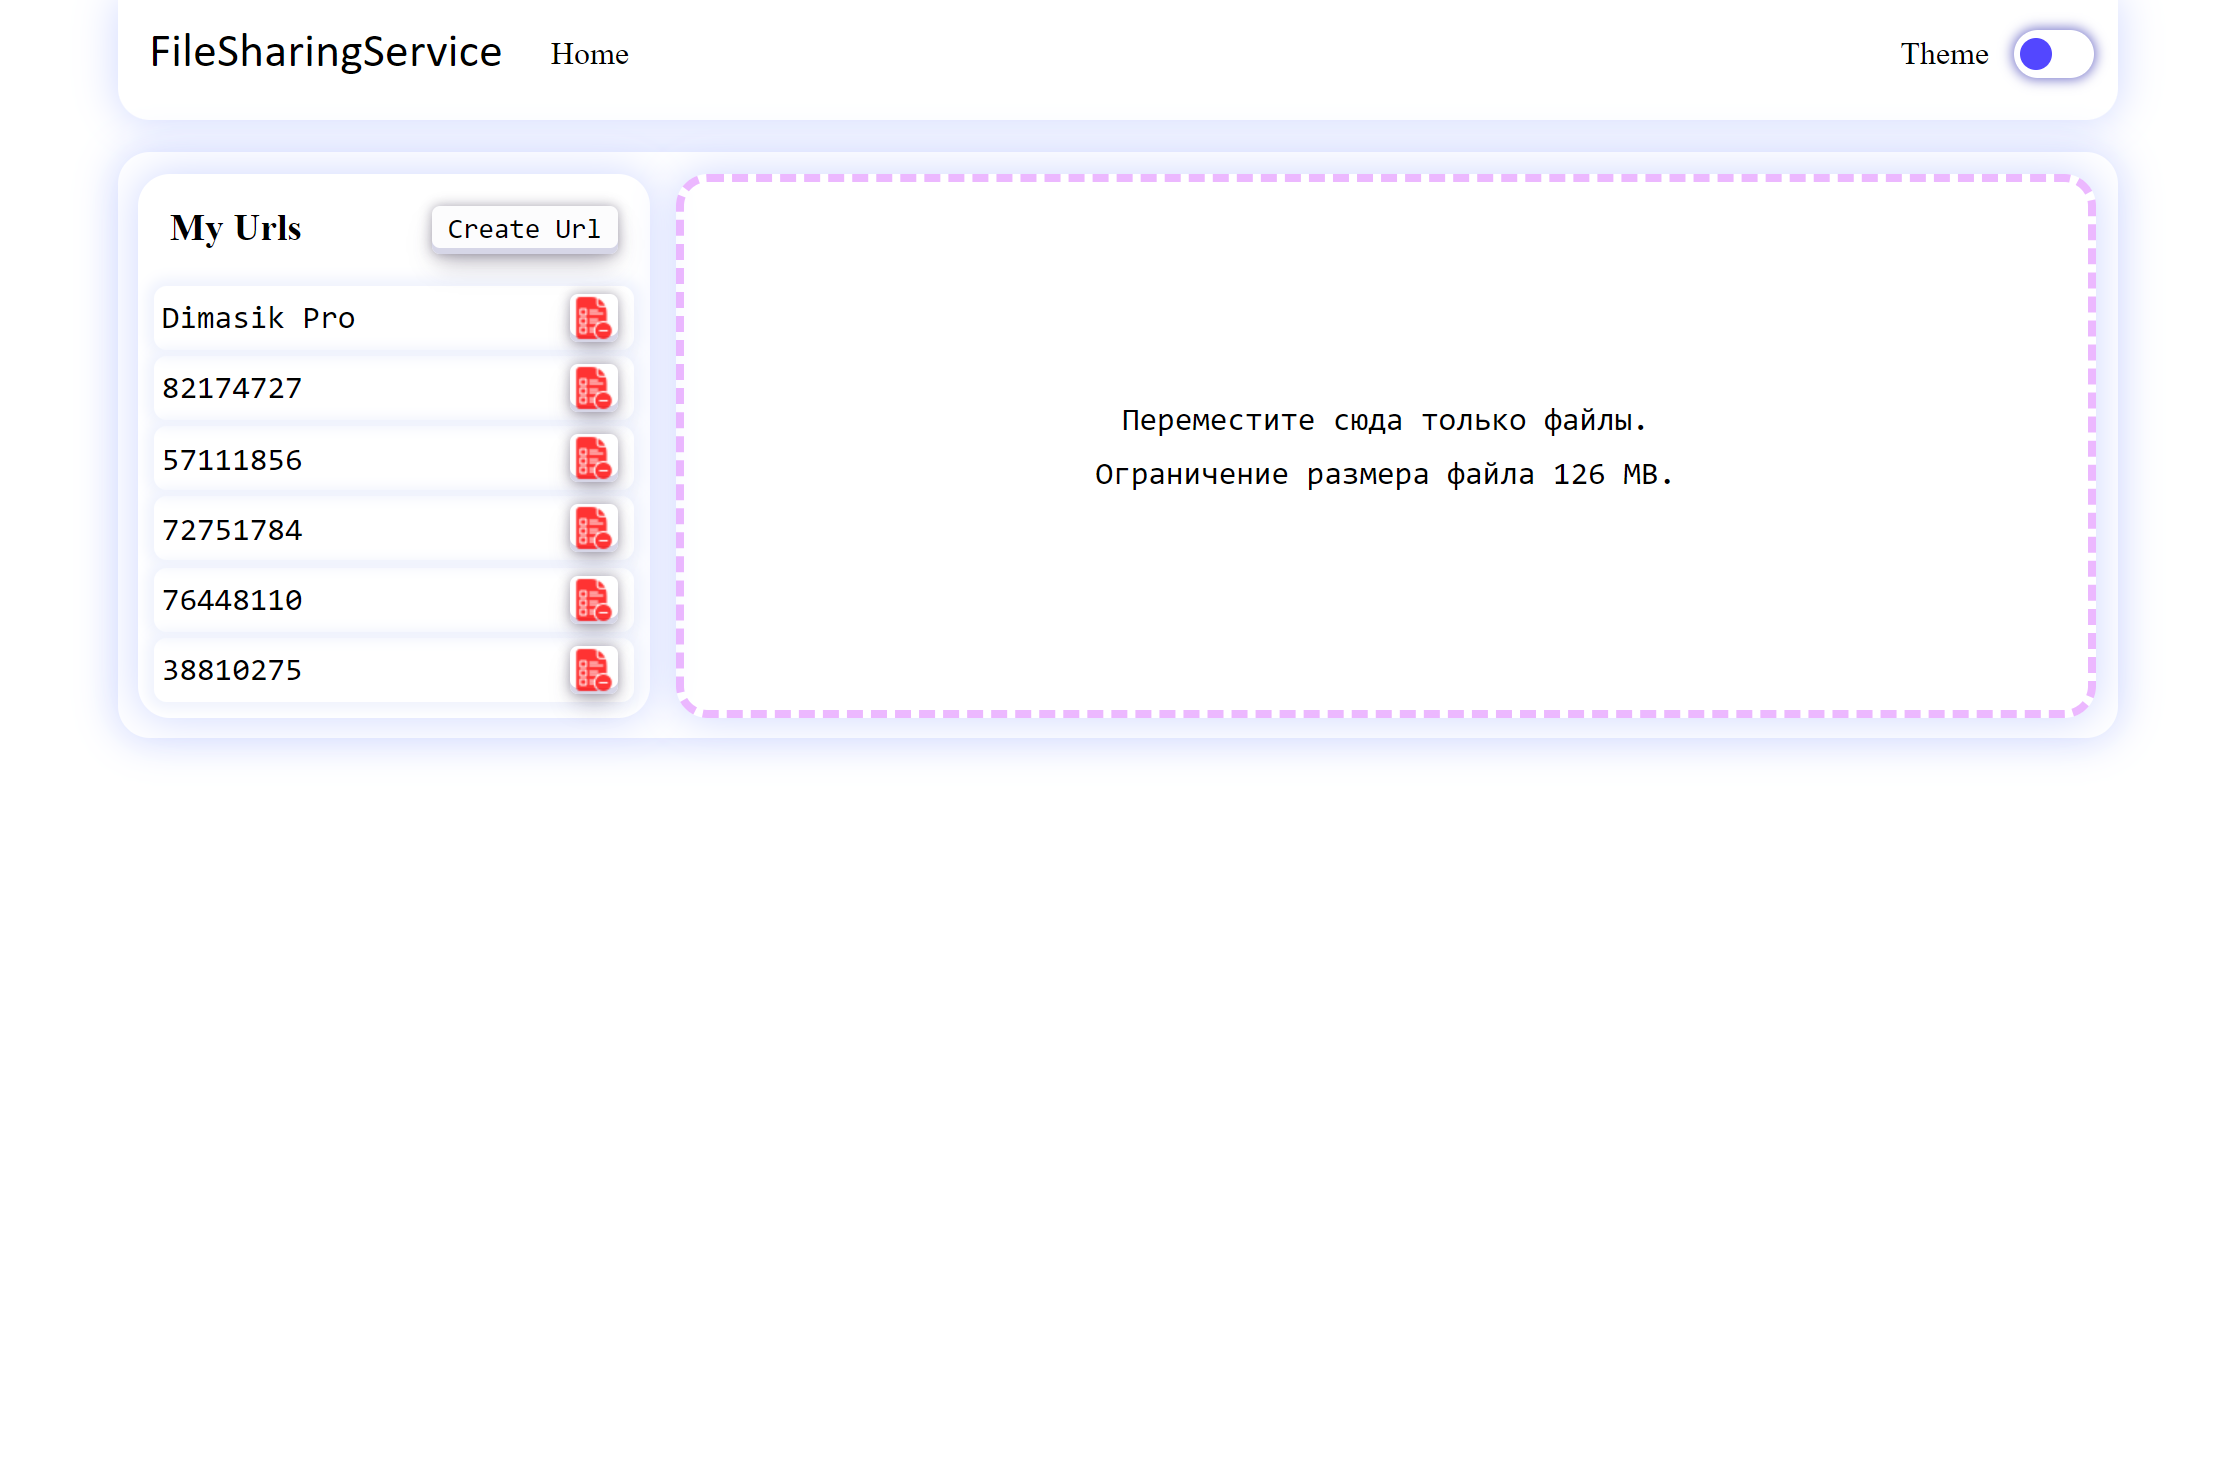 FileSharingService
Home
Theme
My Urls
Create Url
Dimasik Pro
82174727
57111856
72751784
76448110
38810275
Переместите сюда только файлы.
Ограничение размера файла 126 MB.